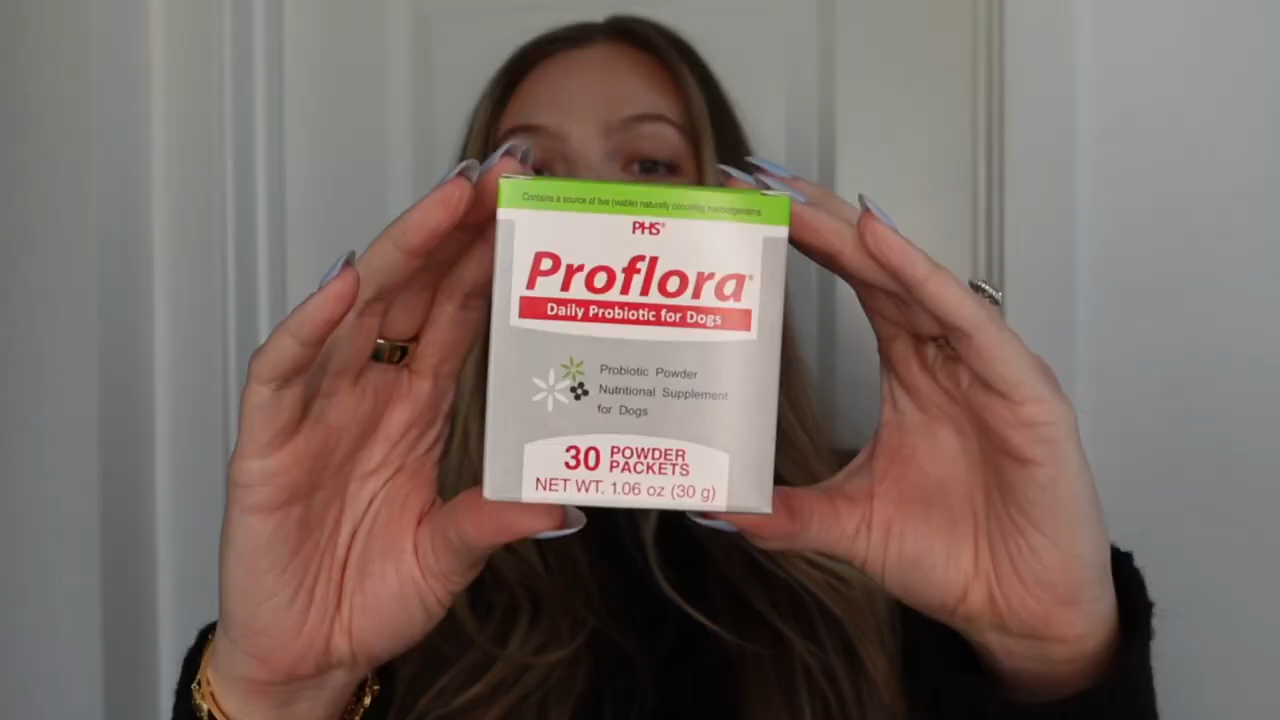 Contains a source of live (viable) naturally occurring microorganisms
PHS®
Proflora®
Daily Probiotic for Dogs
Probiotic Powder
Nutritional Supplement
for Dogs
30 POWDER
PACKETS
NET WT. 1.06 oz (30 g)